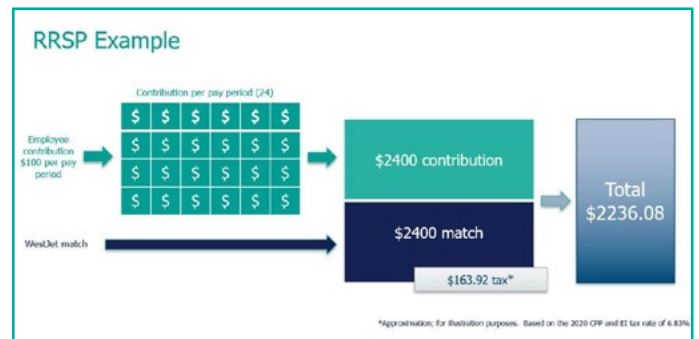 RRSP Example
Contribution per pay period (24)
$ $ $ $ $ $
$ $ $ $ $ $
$ $ $ $ $ $
$ $ $ $ $ $
Employee
contribution
$100 per pay
period
WestJet match
$2400 contribution
$2400 match
$163.92 tax*
Total
$2236.08
*Approximation; for illustration purposes. Based on the 2020 CPP and EI tax rate of 6.83%